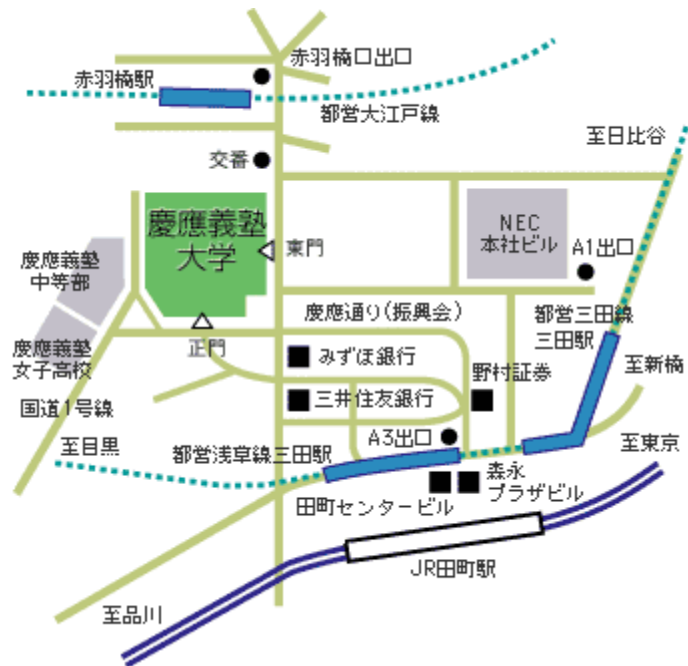 赤羽橋口出口
赤羽橋駅
都営大江戸線
至日比谷
交番
慶應義塾
大学
東門
NEC
本社ビル
A1出口
慶應義塾
中等部
慶應通り(振興会)
都営三田線
三田駅
正門
みずほ銀行
慶應義塾
女子高校
野村証券
至新橋
三井住友銀行
国道1号線
A3出口
至目黒
都営浅草線三田駅
至東京
森永
プラザビル
田町センタービル
JR田町駅
至品川